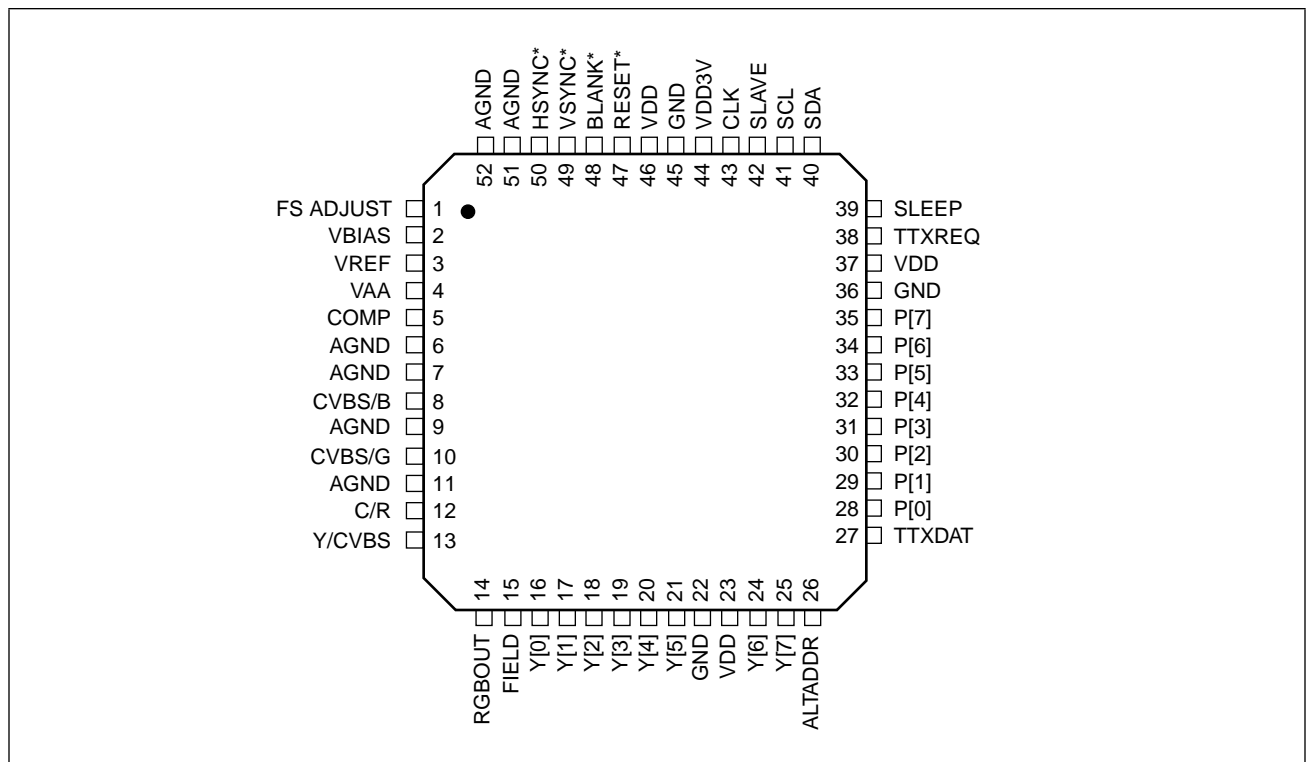 AGND
AGND
HSYNC*
VSYNC*
BLANK*
RESET*
VDD
GND
VDD3V
CLK
SLAVE
SCL
SDA
52
51
50
49
48
47
46
45
44
43
42
41
40
FS ADJUST 1
VBIAS 2
VREF 3
VAA 4
COMP 5
AGND 6
AGND 7
CVBS/B 8
AGND 9
CVBS/G 10
AGND 11
C/R 12
Y/CVBS 13
39 SLEEP
38 TTXREQ
37 VDD
36 GND
35 P[7]
34 P[6]
33 P[5]
32 P[4]
31 P[3]
30 P[2]
29 P[1]
28 P[0]
27 TTXDAT
14
15
16
17
18
19
20
21
22
23
24
25
26
RGBOUT
FIELD
Y[0]
Y[1]
Y[2]
Y[3]
Y[4]
Y[5]
GND
VDD
Y[6]
Y[7]
ALTADDR